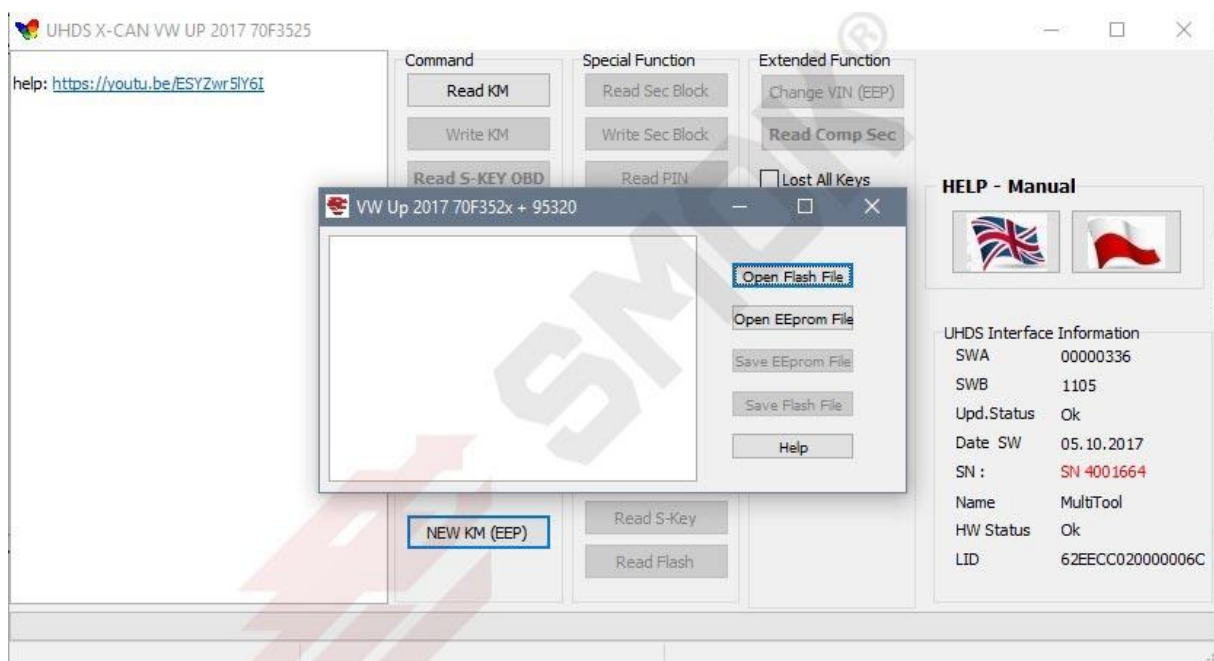 UHDS X-CAN VW UP 2017 70F3525
help: https://youtu.be/ESYZwr5lY6I
Command
Read KM
Write KM
Read S-KEY OBD
NEW KM (EEP)
Special Function
Read Sec Block
Write Sec Block
Read PIN
Read S-Key
Read Flash
Extended Function
Change VIN (EEP)
Read Comp Sec
Lost All Keys
VW Up 2017 70F352x + 95320
Open Flash File
Open EEprom File
Save EEprom File
Save Flash File
Help
HELP - Manual
UHDS Interface Information
SWA 00000336
SWB 1105
Upd.Status Ok
Date SW 05.10.2017
SN : SN 4001664
Name MultiTool
HW Status Ok
LID 62EECC020000006C
SMOK ®